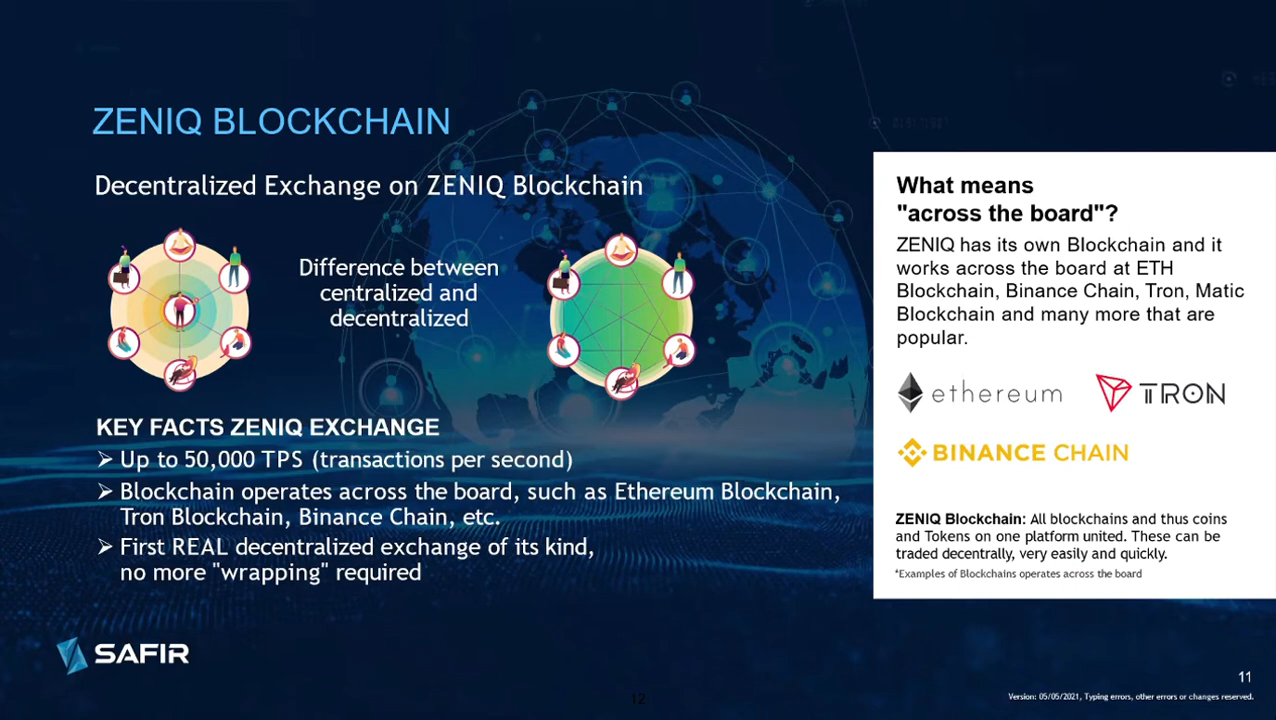 ZENIQ BLOCKCHAIN
Decentralized Exchange on ZENIQ Blockchain
Difference between
centralized and
decentralized
KEY FACTS ZENIQ EXCHANGE
➢ Up to 50,000 TPS (transactions per second)
➢ Blockchain operates across the board, such as Ethereum Blockchain,
Tron Blockchain, Binance Chain, etc.
➢ First REAL decentralized exchange of its kind,
no more "wrapping" required
What means
"across the board"?
ZENIQ has its own Blockchain and it
works across the board at ETH
Blockchain, Binance Chain, Tron, Matic
Blockchain and many more that are
popular.
ethereum
TRON
BINANCE CHAIN
ZENIQ Blockchain: All blockchains and thus coins
and Tokens on one platform united. These can be
traded decentrally, very easily and quickly.
*Examples of Blockchains operates across the board
SAFIR
11
12
Version: 05/05/2021, Typing errors, other errors or changes reserved.